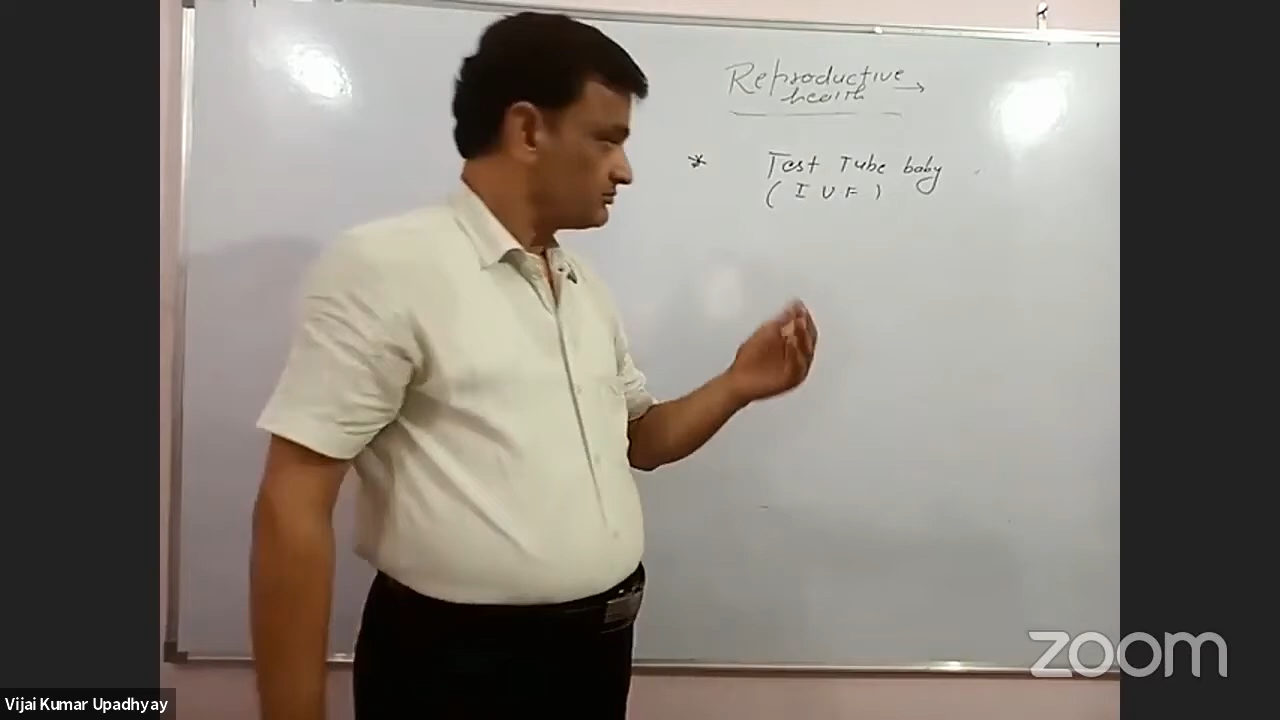 Reproductive →
health
* Test Tube baby
( I V F )
zoom
Vijai Kumar Upadhyay